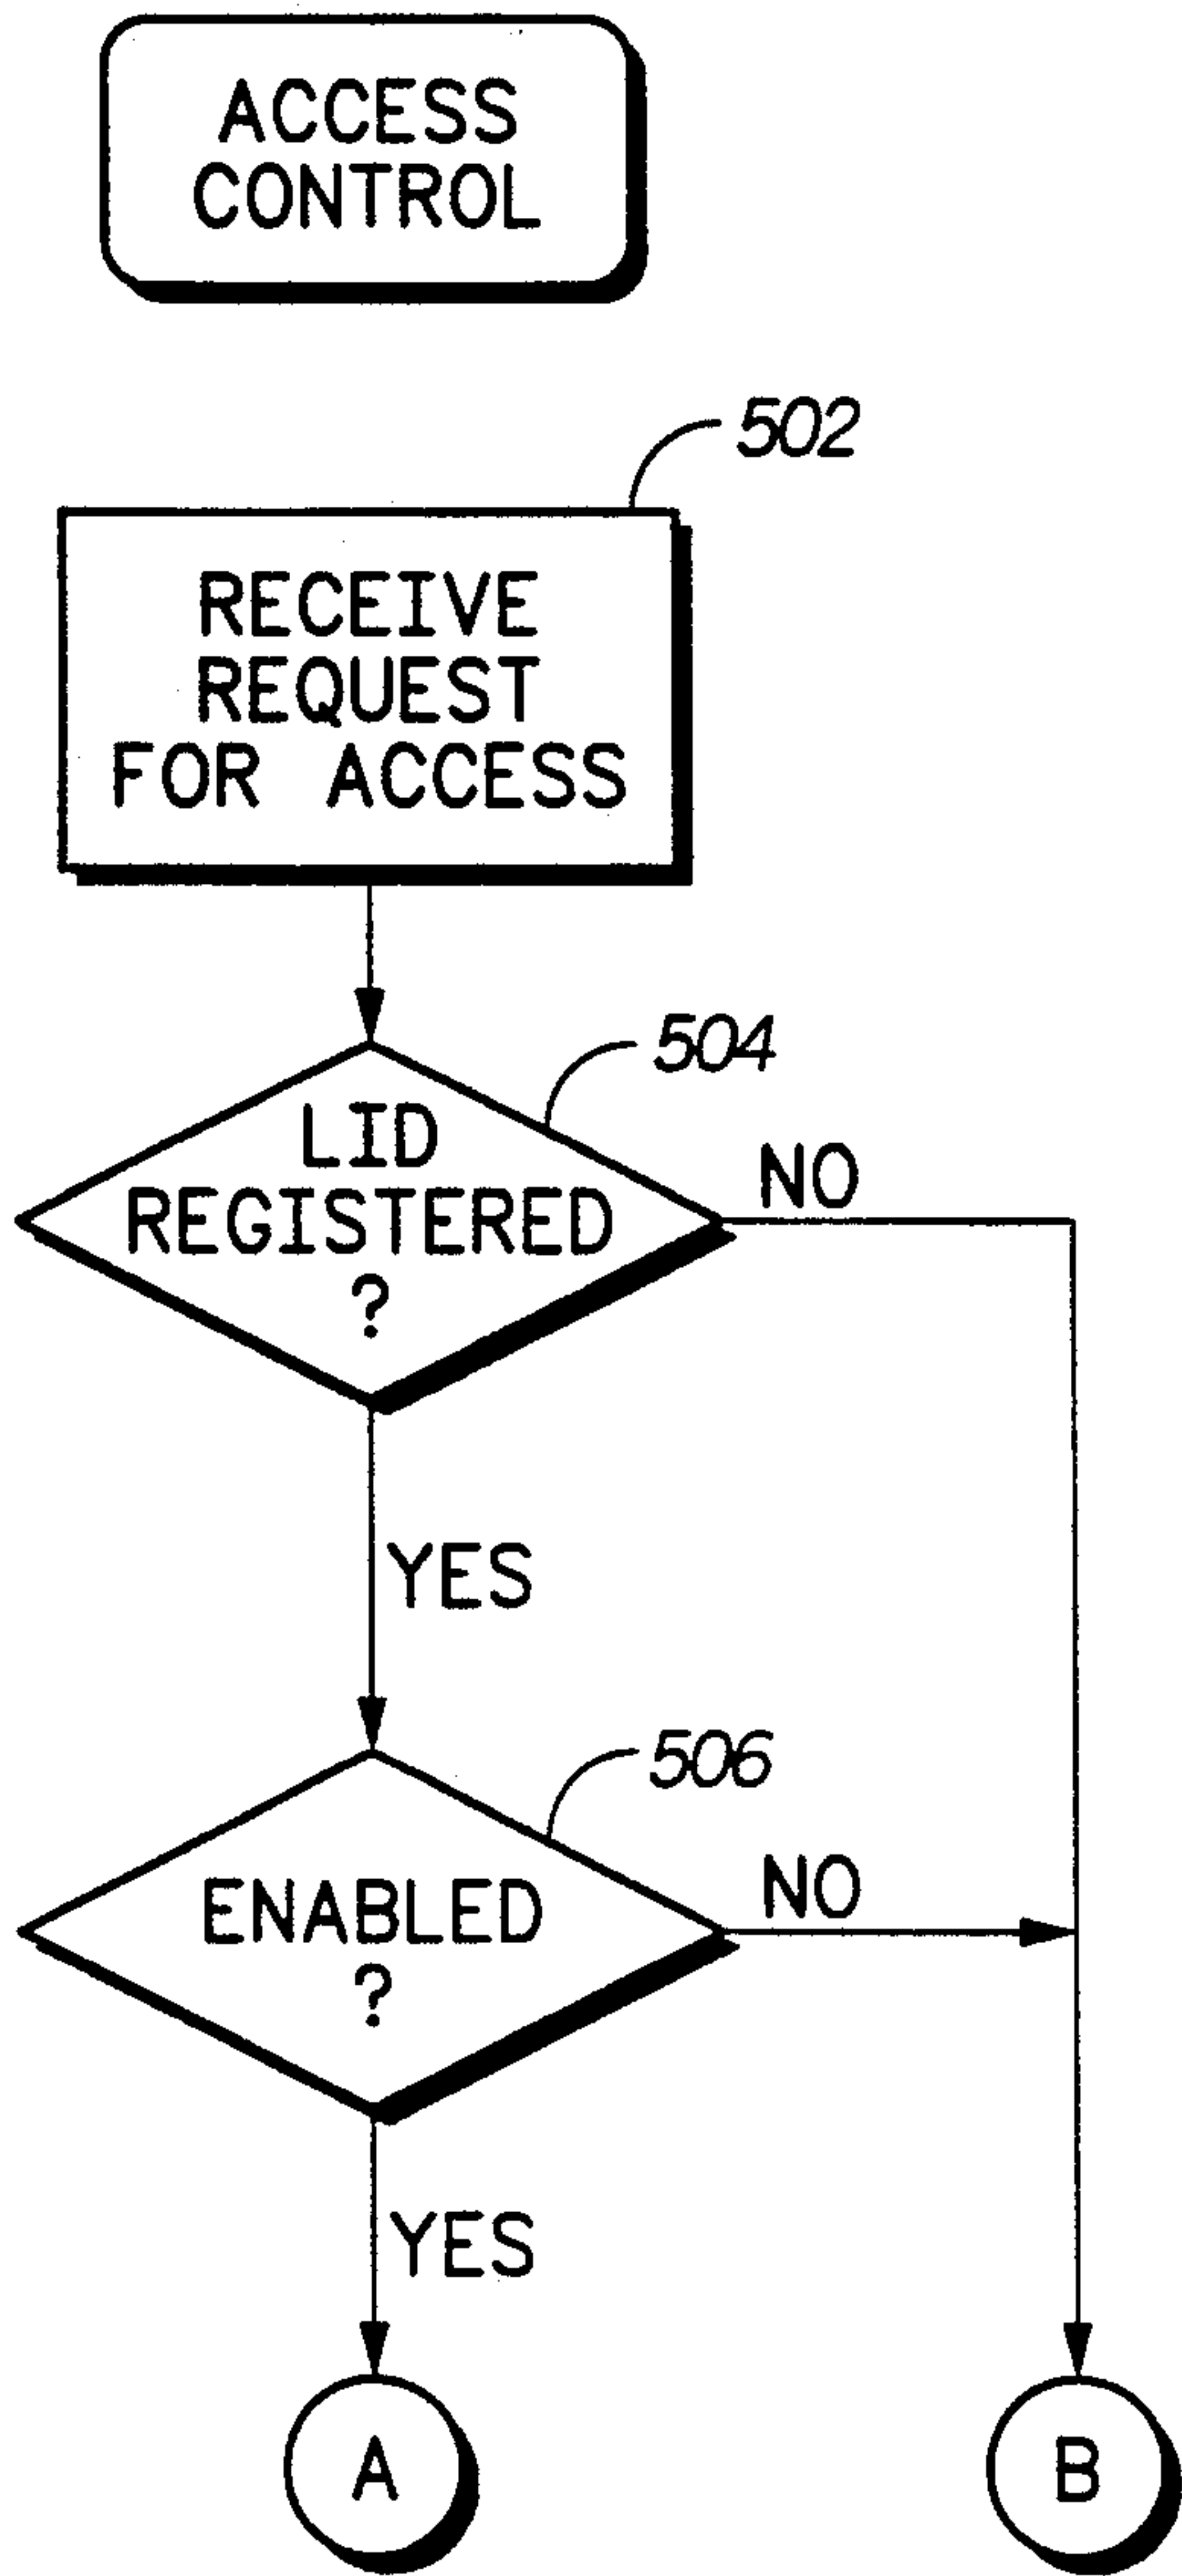 ACCESS
CONTROL
502
RECEIVE
REQUEST
FOR ACCESS
504
LID
REGISTERED
?
NO
YES
506
ENABLED
?
NO
YES
A
B